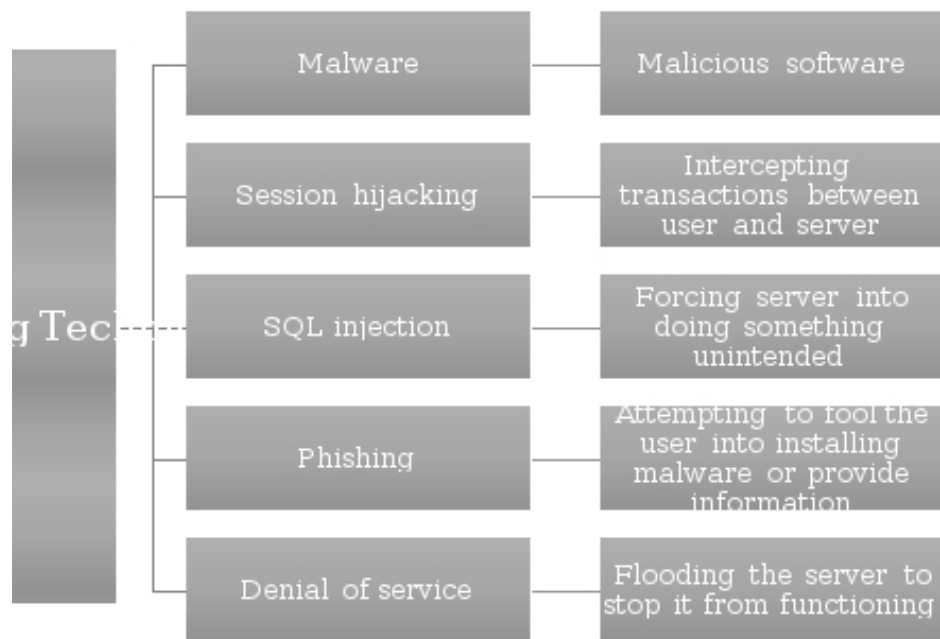 Malware
Malicious software
Session hijacking
Intercepting
transactions between
user and server
g Tech
SQL injection
Forcing server into
doing something
unintended
Phishing
Attempting to fool the
user into installing
malware or provide
information
Denial of service
Flooding the server to
stop it from functioning